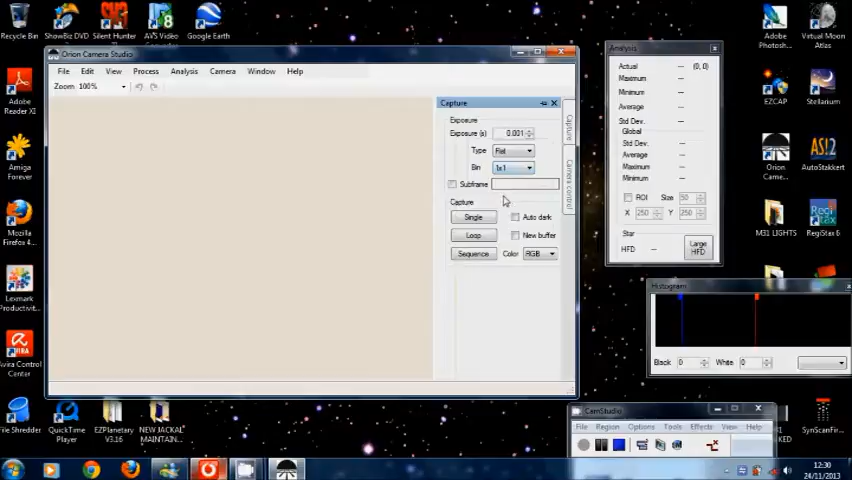 Recycle Bin
ShowBiz DVD
Silent Hunter
AVS Video
Google Earth
Adobe
Photosh...
Virtual Moon
Atlas
Orion Camera Studio
Analysis
File
Edit
View
Process
Analysis
Camera
Window
Help
Zoom
100%
Adobe
Reader XI
Amiga
Forever
Mozilla
Firefox
Lexmark
Productivit...
Avira Control
Center
Capture
Exposure
Exposure (s)
0.001
Type
Flat
Bin
1x1
Subframe
Capture
Single
Auto dark
Loop
New buffer
Sequence
Color
RGB
Capture
Camera control
Actual
--
(0, 0)
Maximum
--
Minimum
--
Average
--
Std Dev.
--
Global
Std Dev.
--
Average
--
Maximum
--
Minimum
--
ROI
Size
50
X
250
Y
250
Star
HFD
--
Large
HFD
EZCAP
Stellarium
Orion
Came...
AutoStakkert
M31 LIGHTS
RegiStax 6
Histogram
Black
0
White
0
File Shredder
QuickTime
Player
EZPlanetary
V3.16
NEW JACKAL
MAINTAIN...
CamStudio
File
Region
Options
Tools
Effects
View
Help
SynScanFir...
12:30
24/11/2013